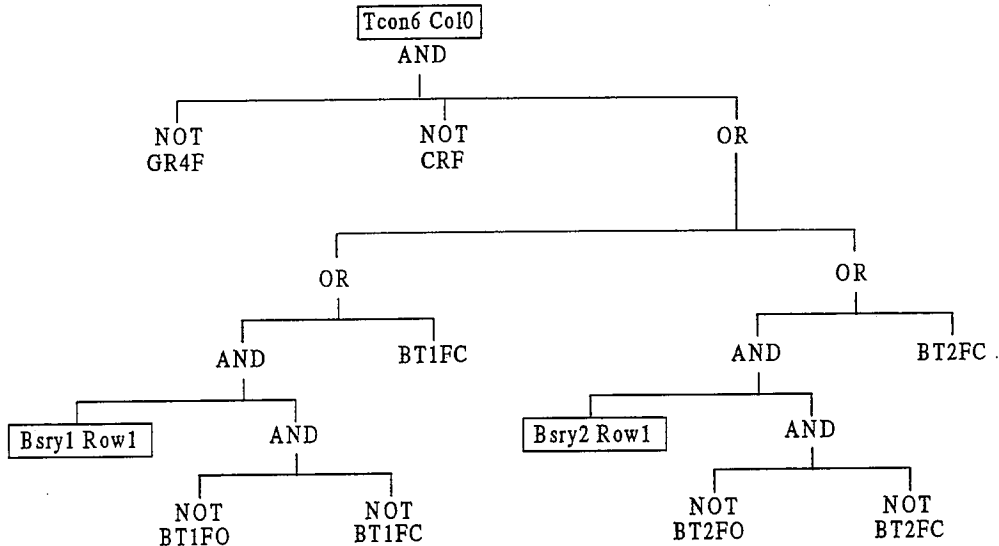 Tcon6 Col0
AND
NOT NOT OR
GR4F CRF
OR OR
AND BT1FC AND BT2FC
Bsry1 Row1 AND Bsry2 Row1 AND
NOT NOT NOT NOT
BT1FO BT1FC BT2FO BT2FC